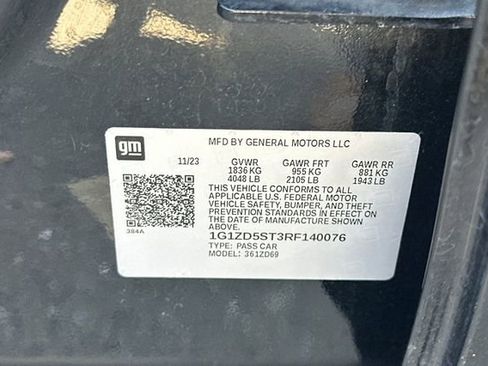 gm
MFD BY GENERAL MOTORS LLC
11/23 GVWR GAWR FRT GAWR RR
1836 KG 955 KG 881 KG
4048 LB 2105 LB 1943 LB
THIS VEHICLE CONFORMS TO ALL
APPLICABLE U.S. FEDERAL MOTOR
VEHICLE SAFETY, BUMPER, AND THEFT
PREVENTION STANDARDS IN EFFECT ON
THE DATE OF MANUFACTURE SHOWN
ABOVE.
384A
1G1ZD5ST3RF140076
TYPE: PASS CAR
MODEL: 361ZD69